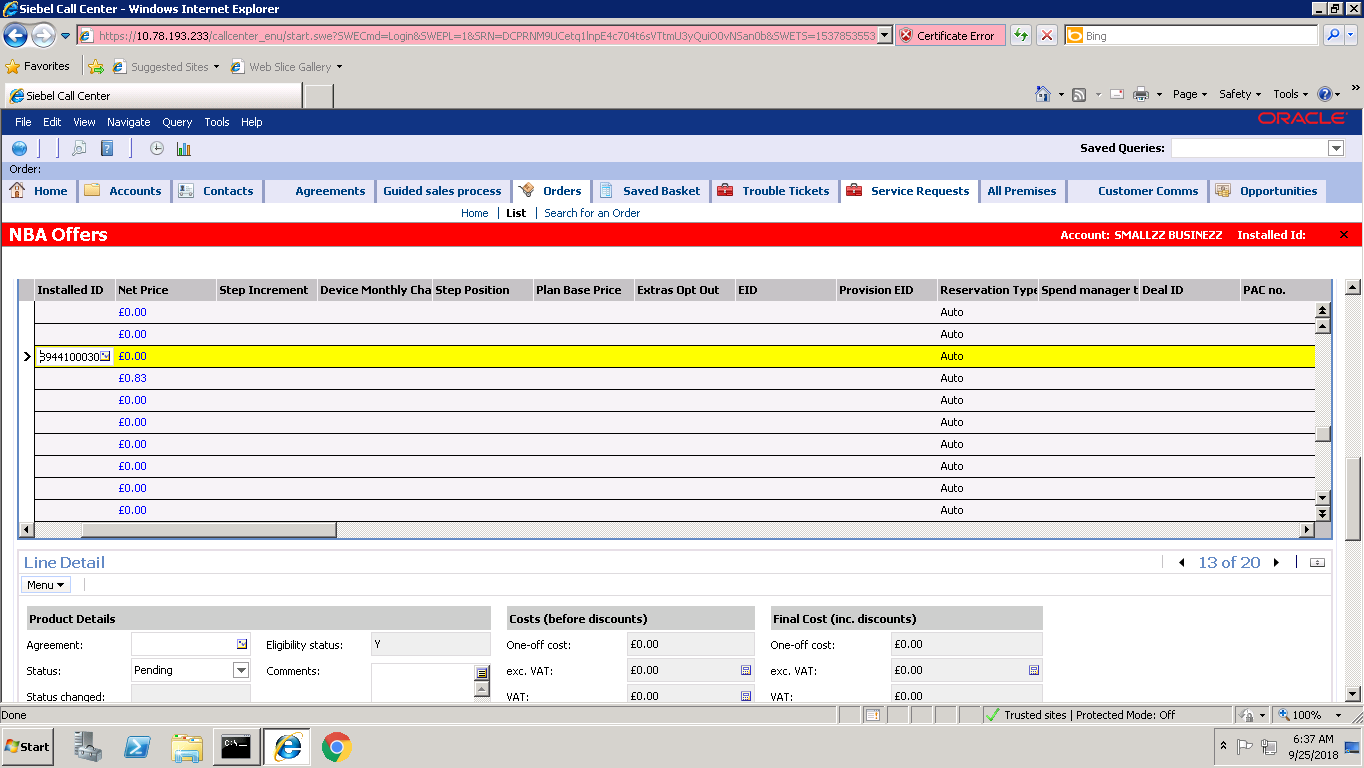 Siebel Call Center - Windows Internet Explorer
https://10.78.193.233/callcenter_enu/start.swe?SWECmd=Login&SWEPL=1&SRN=DCPRNM9UCetq1lnpE4c704t6sVTtmU3yQuiO0vNSan0b&SWETS=1537853553 Certificate Error Bing
Favorites Suggested Sites Web Slice Gallery
Siebel Call Center Page Safety Tools »
File Edit View Navigate Query Tools Help ORACLE
Saved Queries:
Order:
Home Accounts Contacts Agreements Guided sales process Orders Saved Basket Trouble Tickets Service Requests All Premises Customer Comms Opportunities
Home | List | Search for an Order
NBA Offers Account: SMALLZZ BUSINEZZ Installed Id:
Installed ID Net Price Step Increment Device Monthly Cha Step Position Plan Base Price Extras Opt Out EID Provision EID Reservation Type Spend manager t Deal ID PAC no.
£0.00 Auto
£0.00 Auto
3944100030 £0.00 Auto
£0.83 Auto
£0.00 Auto
£0.00 Auto
£0.00 Auto
£0.00 Auto
£0.00 Auto
£0.00 Auto
Line Detail 13 of 20
Menu
Product Details Costs (before discounts) Final Cost (inc. discounts)
Agreement: Eligibility status: Y One-off cost: £0.00 One-off cost: £0.00
Status: Pending Comments: exc. VAT: £0.00 exc. VAT: £0.00
Status changed: VAT: £0.00 VAT: £0.00
Done Trusted sites | Protected Mode: Off 100%
Start 6:37 AM
9/25/2018